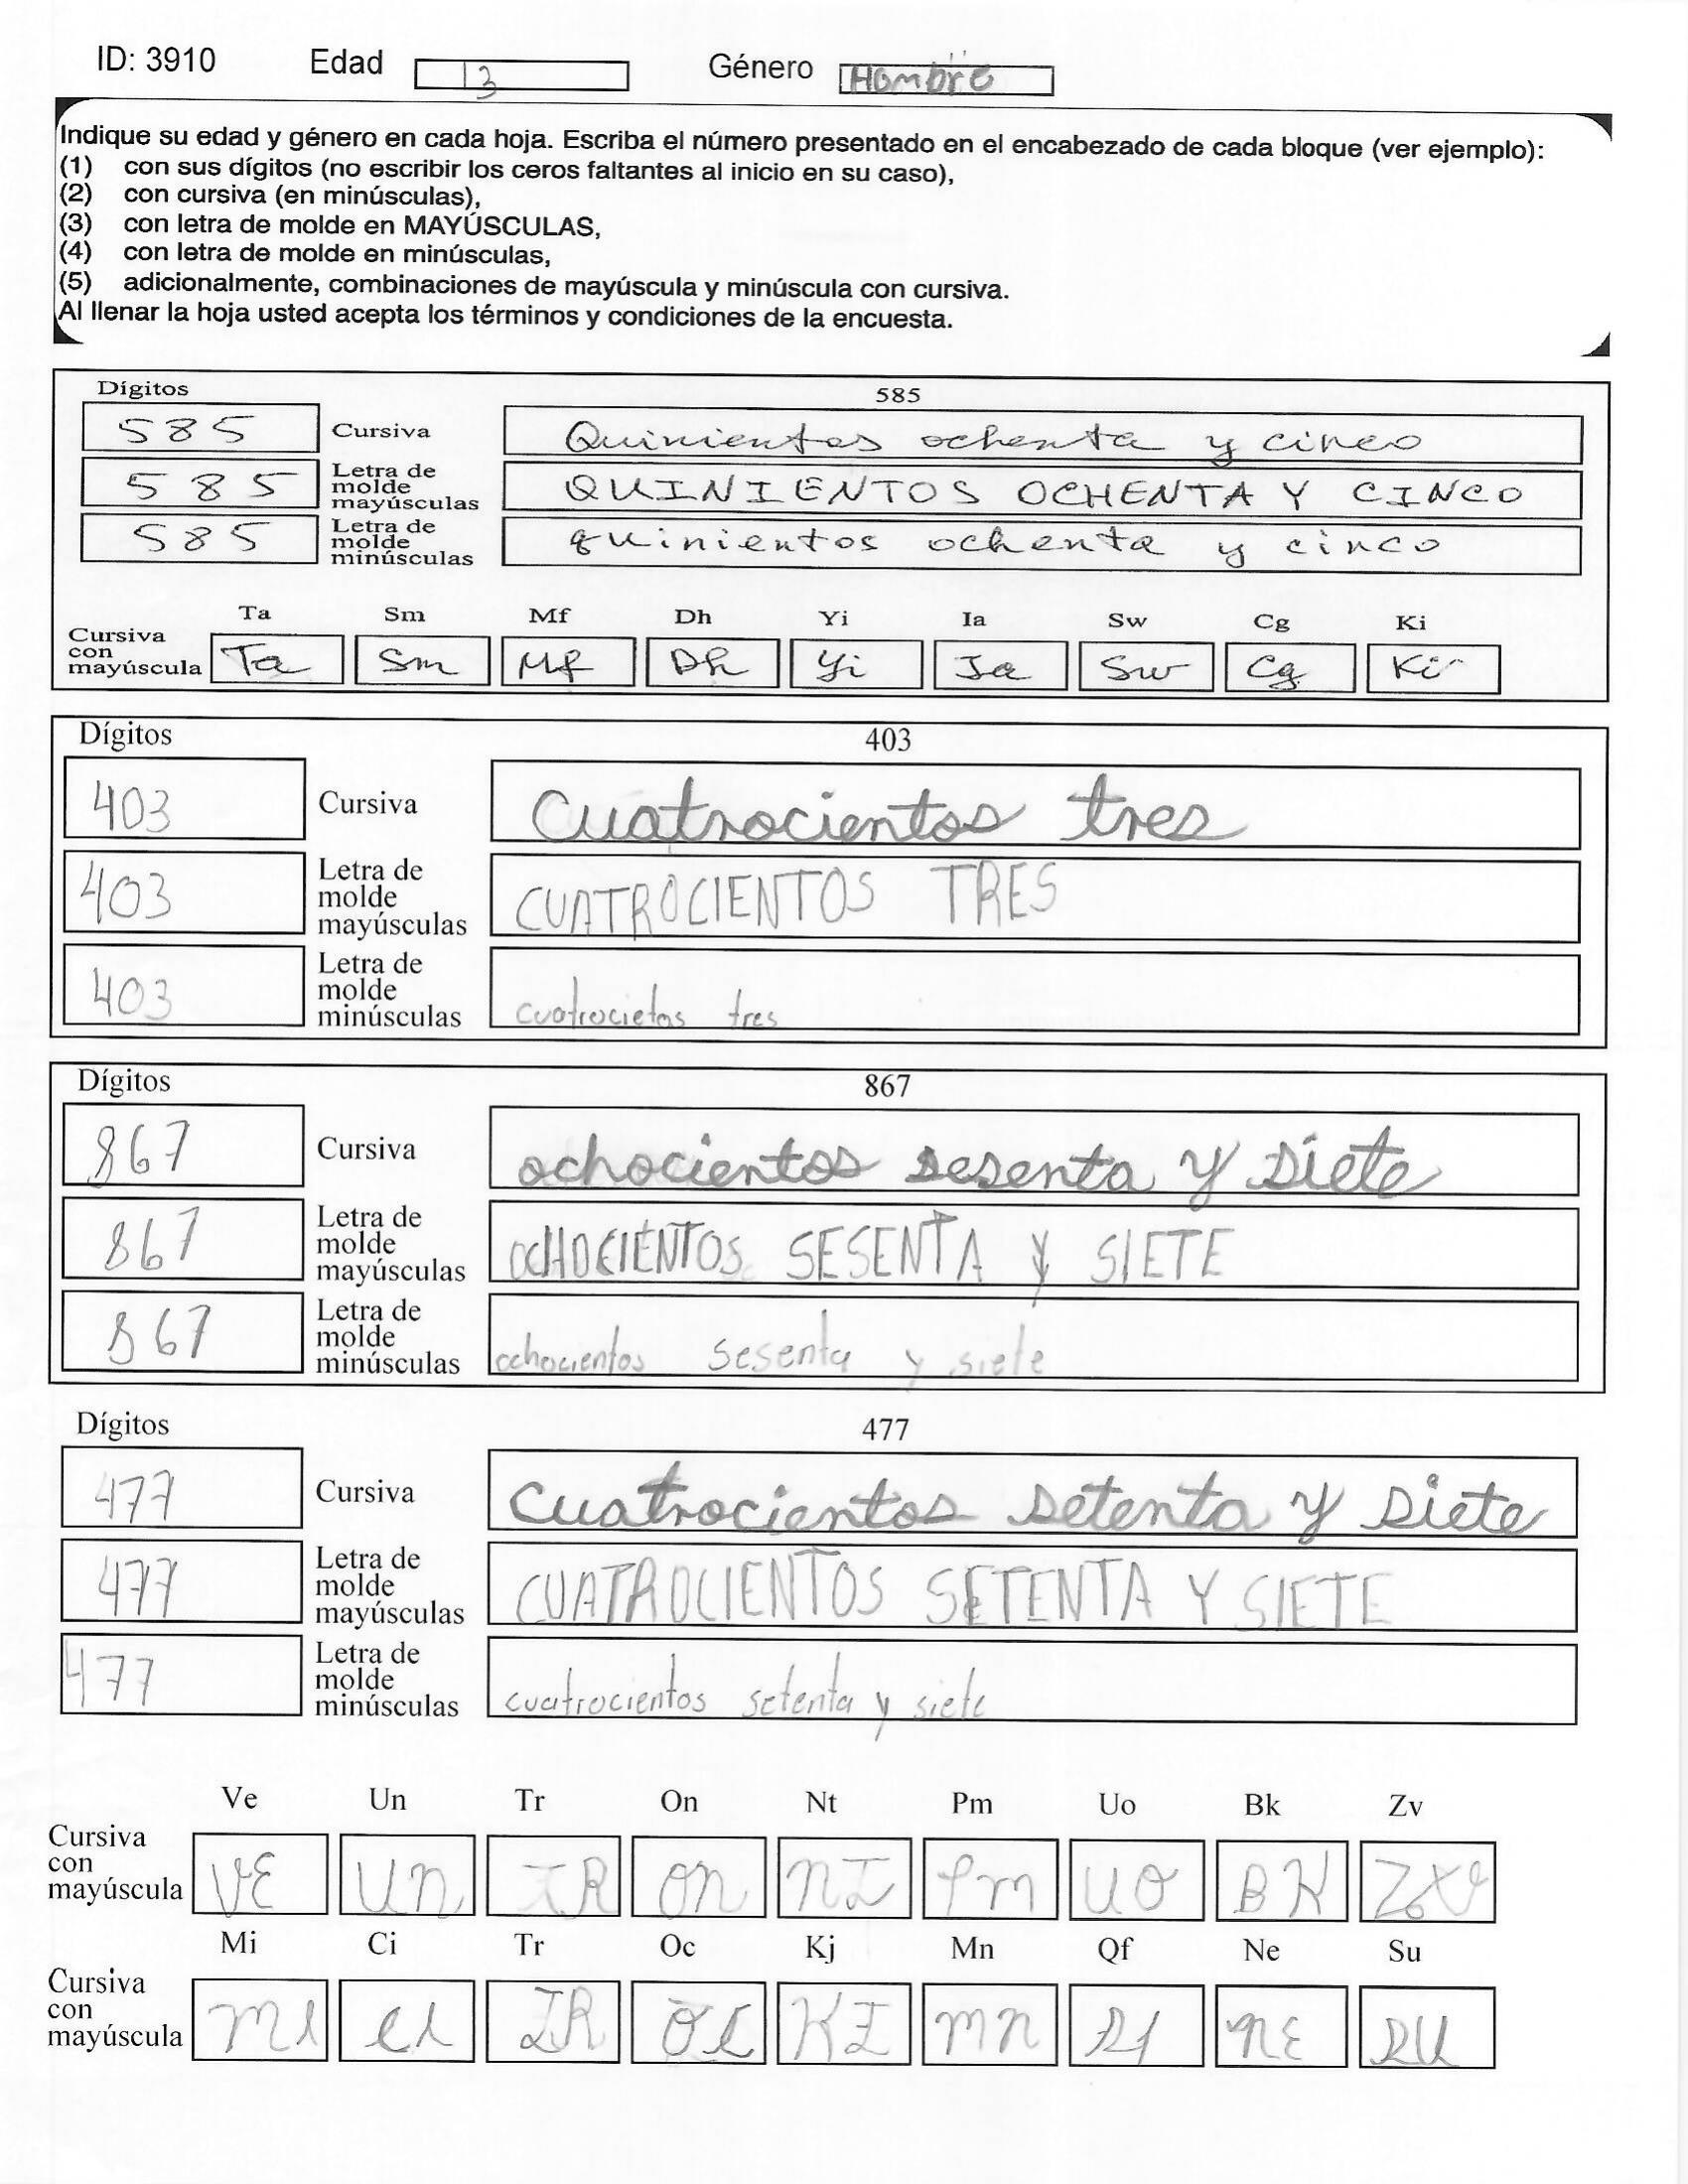 ID: 3910 Edad 13 Género Hombre
Indique su edad y género en cada hoja. Escriba el número presentado en el encabezado de cada bloque (ver ejemplo):
(1) con sus dígitos (no escribir los ceros faltantes al inicio en su caso),
(2) con cursiva (en minúsculas),
(3) con letra de molde en MAYÚSCULAS,
(4) con letra de molde en minúsculas,
(5) adicionalmente, combinaciones de mayúscula y minúscula con cursiva.
Al llenar la hoja usted acepta los términos y condiciones de la encuesta.
Dígitos 585
585 Cursiva Quinientos ochenta y cinco
585 Letra de molde mayúsculas QUINIENTOS OCHENTA Y CINCO
585 Letra de molde minúsculas quinientos ochenta y cinco
Ta Sm Mf Dh Yi Ia Sw Cg Ki
Cursiva con mayúscula Ta Sm Mf Dh Yi Ia Sw Cg Ki
Dígitos 403
403 Cursiva Cuatrocientos tres
403 Letra de molde mayúsculas CUATROCIENTOS TRES
403 Letra de molde minúsculas cuatrocietos tres
Dígitos 867
867 Cursiva ochocientos sesenta y siete
867 Letra de molde mayúsculas OCHOCIENTOS SESENTA Y SIETE
867 Letra de molde minúsculas ochocientos sesenta y siete
Dígitos 477
477 Cursiva Cuatrocientos setenta y siete
477 Letra de molde mayúsculas CUATROCIENTOS SETENTA Y SIETE
477 Letra de molde minúsculas cuatrocientos setenta y siete
Ve Un Tr On Nt Pm Uo Bk Zv
Cursiva con mayúscula VE Un TR On NI Pm UO BK
Mi Ci Tr Oc Kj Mn Qf Ne Su
Cursiva con mayúscula Mi Ci IR OC KI Mn NE SU